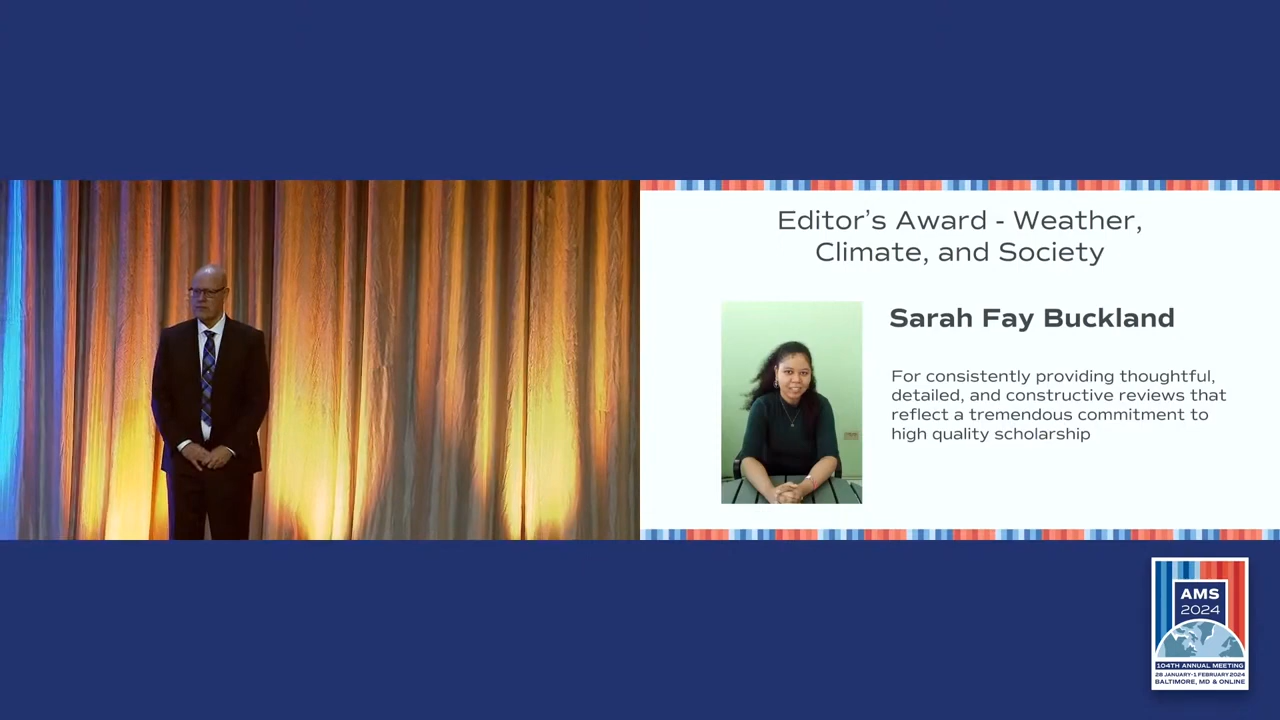 Editor’s Award - Weather,
Climate, and Society
Sarah Fay Buckland
For consistently providing thoughtful,
detailed, and constructive reviews that
reflect a tremendous commitment to
high quality scholarship
AMS
2024
104TH ANNUAL MEETING
28 JANUARY-1 FEBRUARY 2024
BALTIMORE, MD & ONLINE